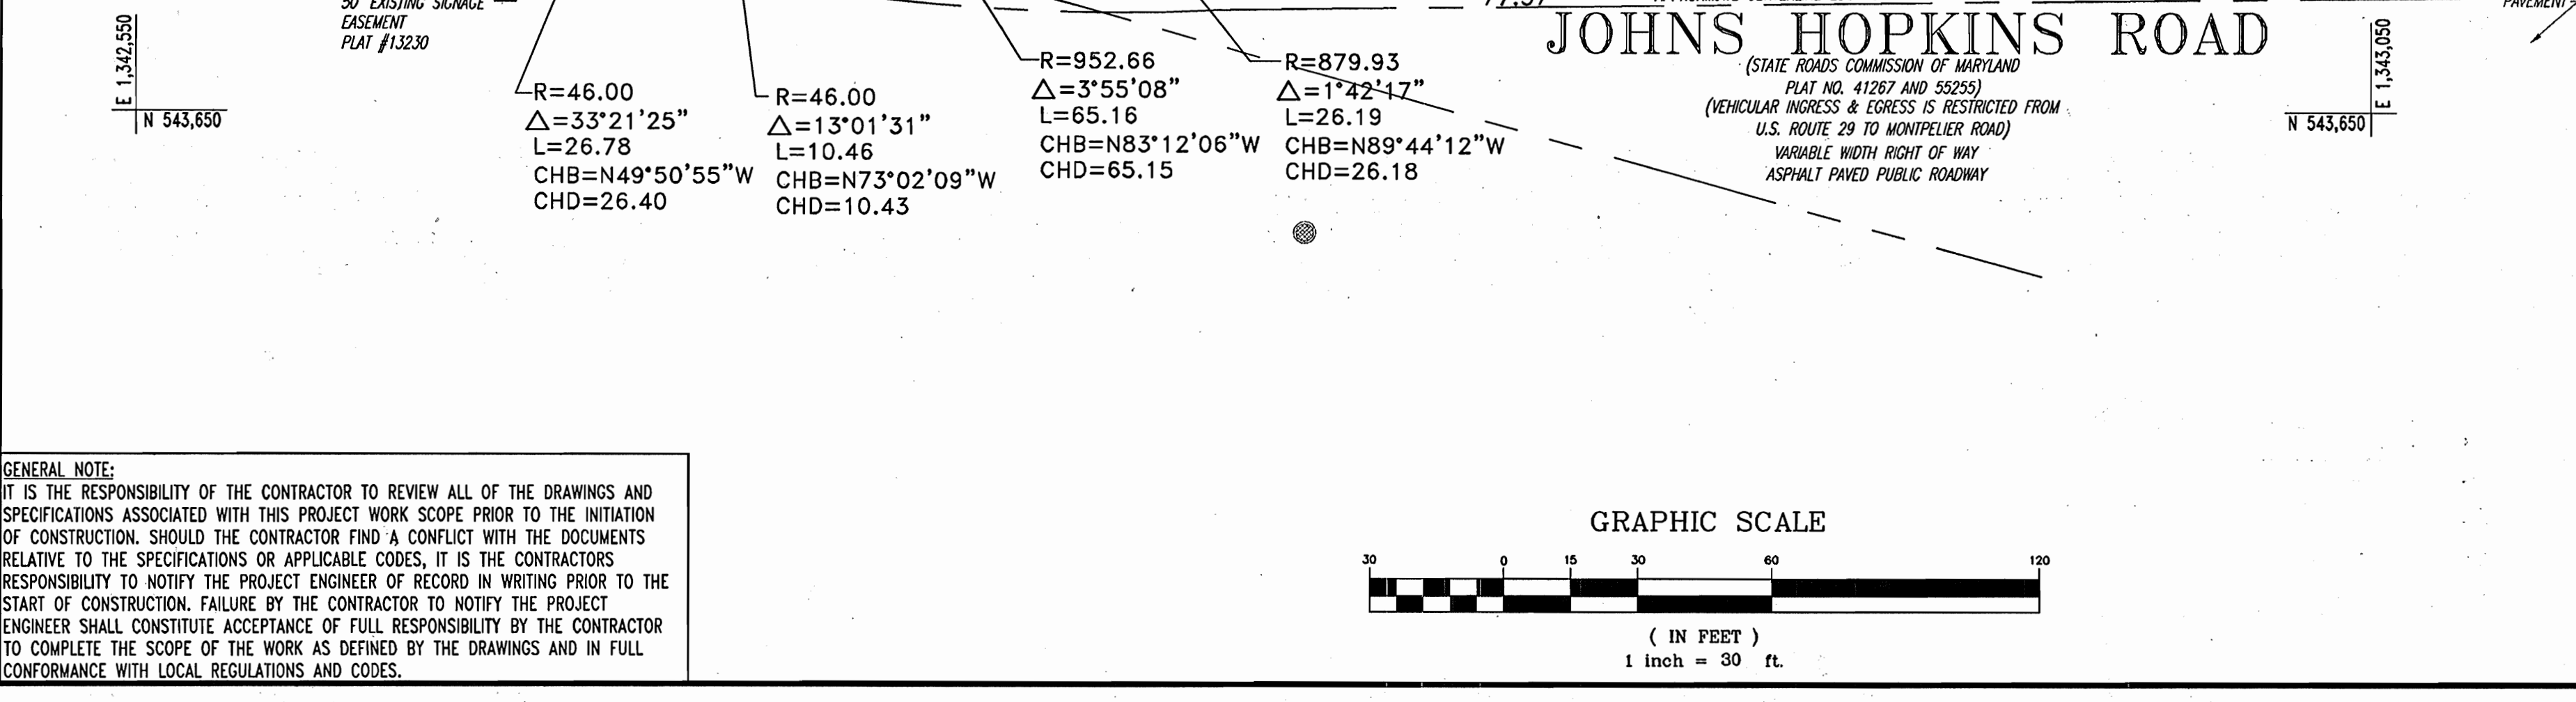 50' EXISTING SIGNAGE
EASEMENT
PLAT #13230
E 1,342,550
N 543,650
R=46.00
Δ=33°21'25"
L=26.78
CHB=N49°50'55"W
CHD=26.40
R=46.00
Δ=13°01'31"
L=10.46
CHB=N73°02'09"W
CHD=10.43
R=952.66
Δ=3°55'08"
L=65.16
CHB=N83°12'06"W
CHD=65.15
R=879.93
Δ=1°42'17"
L=26.19
CHB=N89°44'12"W
CHD=26.18
JOHNS HOPKINS ROAD
(STATE ROADS COMMISSION OF MARYLAND
PLAT NO. 41267 AND 55255)
(VEHICULAR INGRESS & EGRESS IS RESTRICTED FROM
U.S. ROUTE 29 TO MONTPELIER ROAD)
VARIABLE WIDTH RIGHT OF WAY
ASPHALT PAVED PUBLIC ROADWAY
PAVEMENT
E 1,343,050
N 543,650
GENERAL NOTE:
IT IS THE RESPONSIBILITY OF THE CONTRACTOR TO REVIEW ALL OF THE DRAWINGS AND
SPECIFICATIONS ASSOCIATED WITH THIS PROJECT WORK SCOPE PRIOR TO THE INITIATION
OF CONSTRUCTION. SHOULD THE CONTRACTOR FIND A CONFLICT WITH THE DOCUMENTS
RELATIVE TO THE SPECIFICATIONS OR APPLICABLE CODES, IT IS THE CONTRACTORS
RESPONSIBILITY TO NOTIFY THE PROJECT ENGINEER OF RECORD IN WRITING PRIOR TO THE
START OF CONSTRUCTION. FAILURE BY THE CONTRACTOR TO NOTIFY THE PROJECT
ENGINEER SHALL CONSTITUTE ACCEPTANCE OF FULL RESPONSIBILITY BY THE CONTRACTOR
TO COMPLETE THE SCOPE OF THE WORK AS DEFINED BY THE DRAWINGS AND IN FULL
CONFORMANCE WITH LOCAL REGULATIONS AND CODES.
GRAPHIC SCALE
30 0 15 30 60 120
( IN FEET )
1 inch = 30 ft.